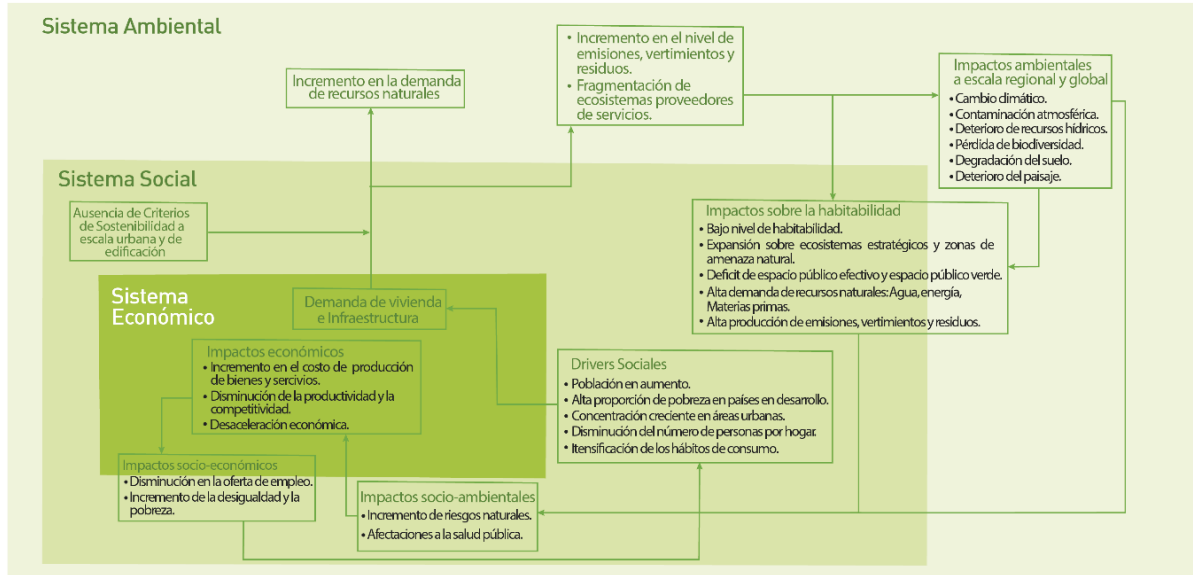 Sistema Ambiental
Incremento en la demanda
de recursos naturales
• Incremento en el nivel de
emisiones, vertimientos y
residuos.
• Fragmentación de
ecosistemas proveedores
de servicios.
Impactos ambientales
a escala regional y global
• Cambio climático.
• Contaminación atmosférica.
• Deterioro de recursos hídricos.
• Pérdida de biodiversidad.
• Degradación del suelo.
• Deterioro del paisaje.
Sistema Social
Ausencia de Criterios
de Sostenibilidad a
escala urbana y de
edificación
Impactos sobre la habitabilidad
• Bajo nivel de habitabilidad.
• Expansión sobre ecosistemas estratégicos y zonas de
amenaza natural.
• Deficit de espacio público efectivo y espacio público verde.
• Alta demanda de recursos naturales: Agua, energía,
Materias primas.
• Alta producción de emisiones, vertimientos y residuos.
Sistema
Económico
Demanda de vivienda
e Infraestructura
Impactos económicos
• Incremento en el costo de producción
de bienes y sercivios.
• Disminución de la productividad y la
competitividad.
• Desaceleración económica.
Drivers Sociales
• Población en aumento.
• Alta proporción de pobreza en países en desarrollo.
• Concentración creciente en áreas urbanas.
• Disminución del número de personas por hogar.
• Itensificación de los hábitos de consumo.
Impactos socio-económicos
• Disminución en la oferta de empleo.
• Incremento de la desigualdad y la
pobreza.
Impactos socio-ambientales
• Incremento de riesgos naturales.
• Afectaciones a la salud pública.